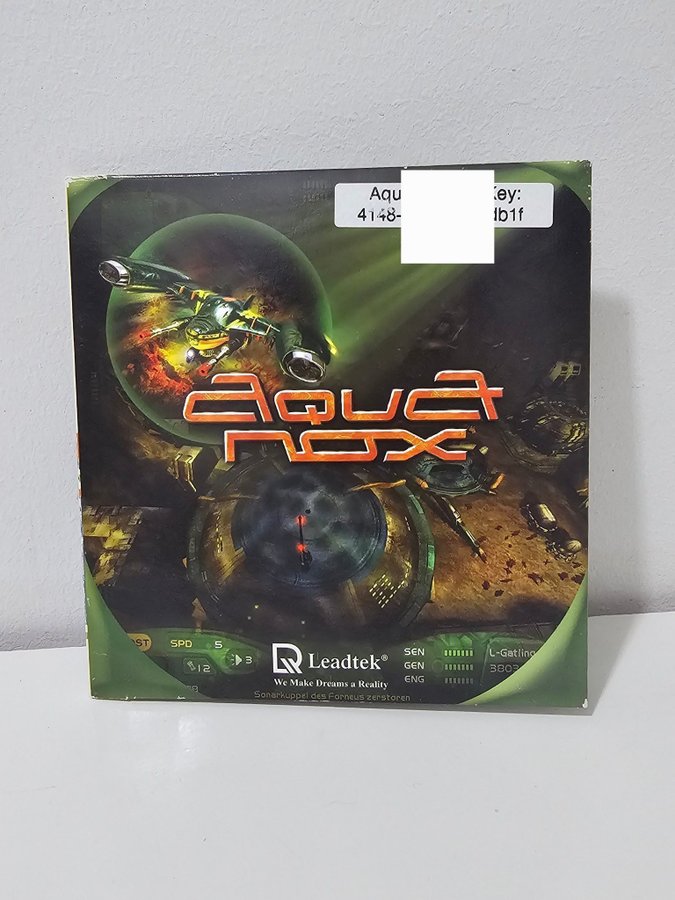 Aqu Key:
4148- db1f
aqua
nox
SPD 5
12 3
Leadtek®
We Make Dreams a Reality
SEN
GEN
ENG
L-Gatling
3803
Sonarkuppel des Forneus zerstoren